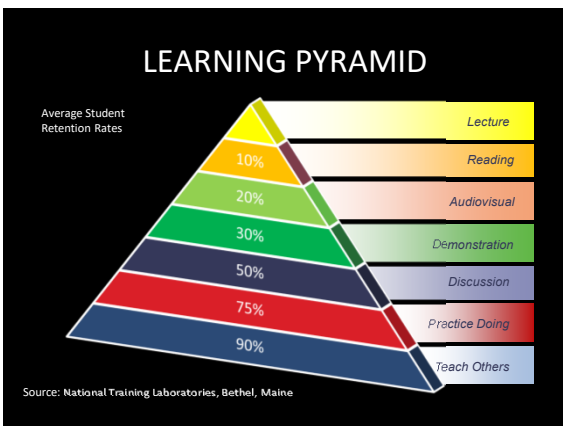 LEARNING PYRAMID
Average Student
Retention Rates
Lecture
10%
Reading
20%
Audiovisual
30%
Demonstration
50%
Discussion
75%
Practice Doing
90%
Teach Others
Source: National Training Laboratories, Bethel, Maine